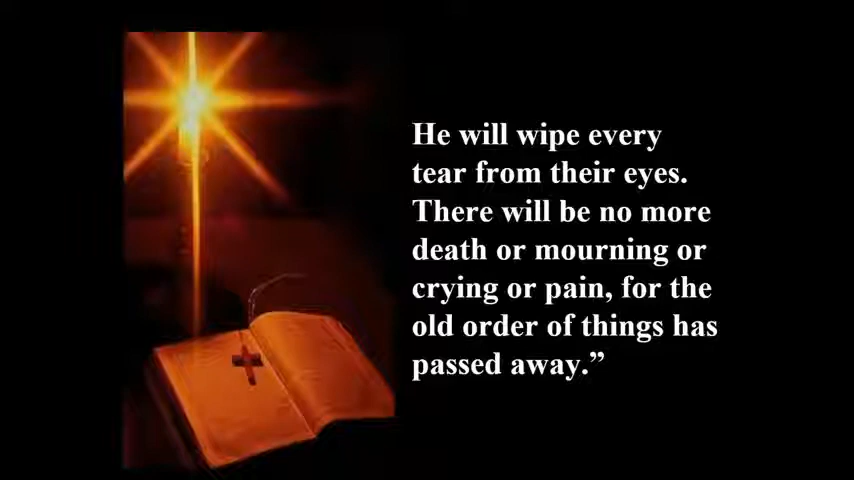 He will wipe every
tear from their eyes.
There will be no more
death or mourning or
crying or pain, for the
old order of things has
passed away.”